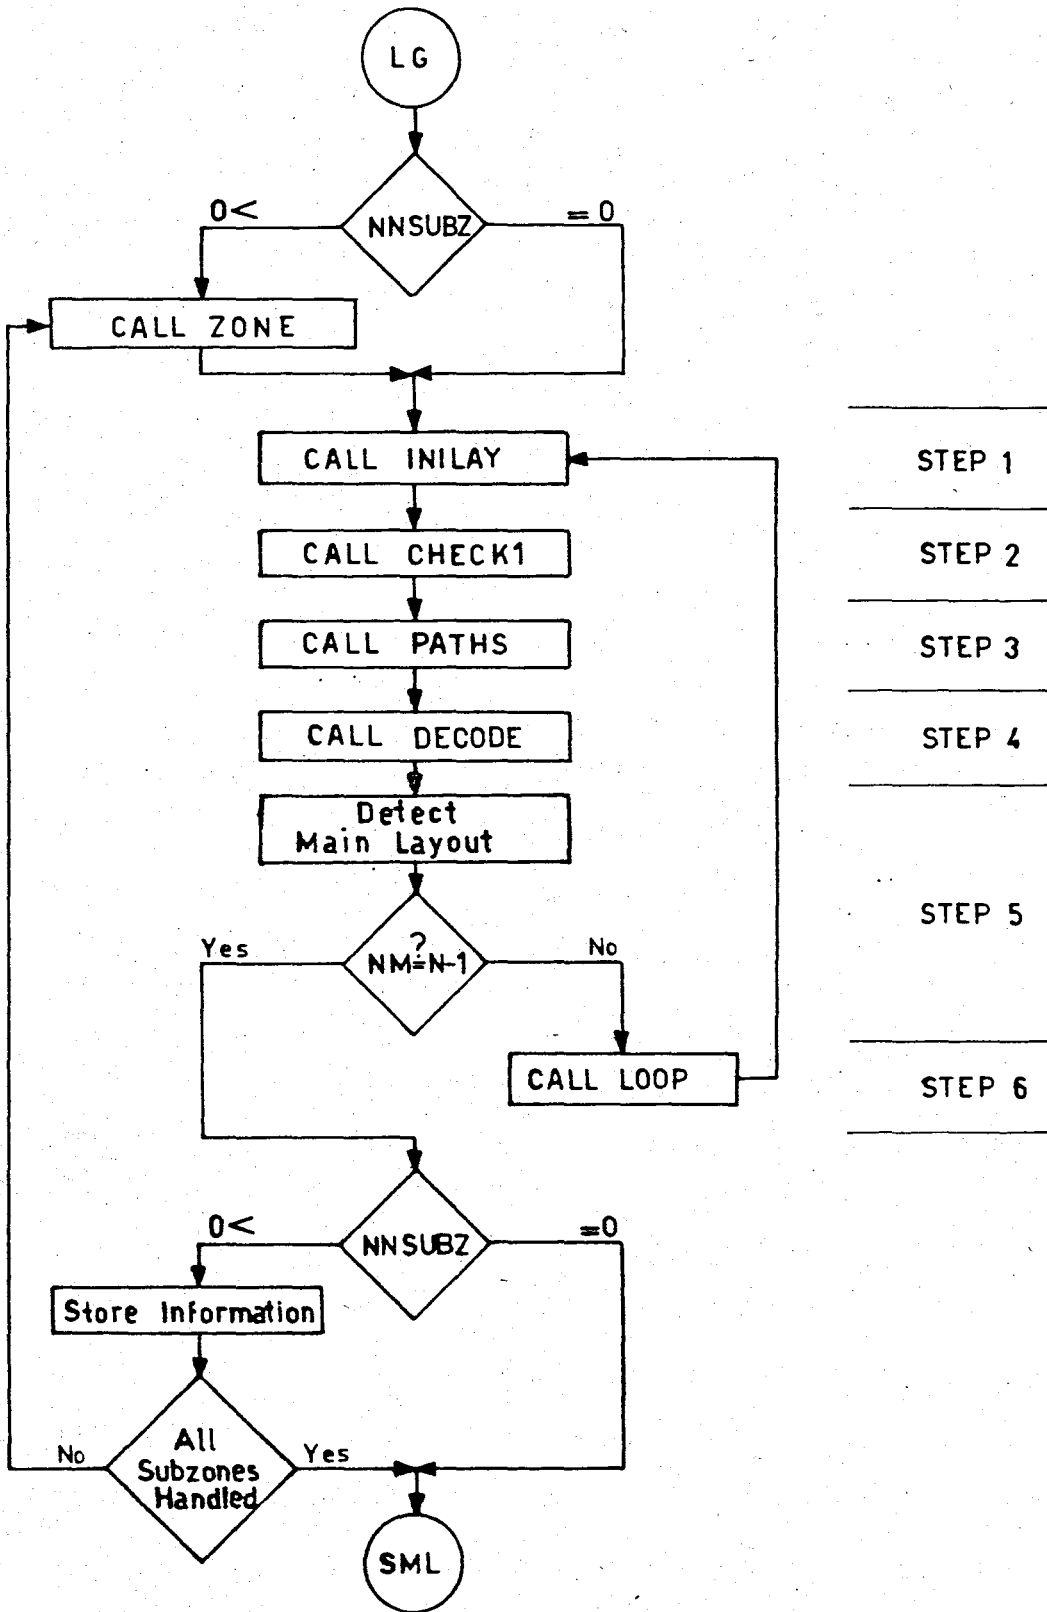 LG
0<
NNSUBZ
= 0
CALL ZONE
CALL INILAY
STEP 1
CALL CHECK1
STEP 2
CALL PATHS
STEP 3
CALL DECODE
STEP 4
Detect
Main Layout
STEP 5
Yes
?
NM=N-1
No
CALL LOOP
STEP 6
0<
NNSUBZ
=0
Store Information
No
All
Subzones
Handled
Yes
SML